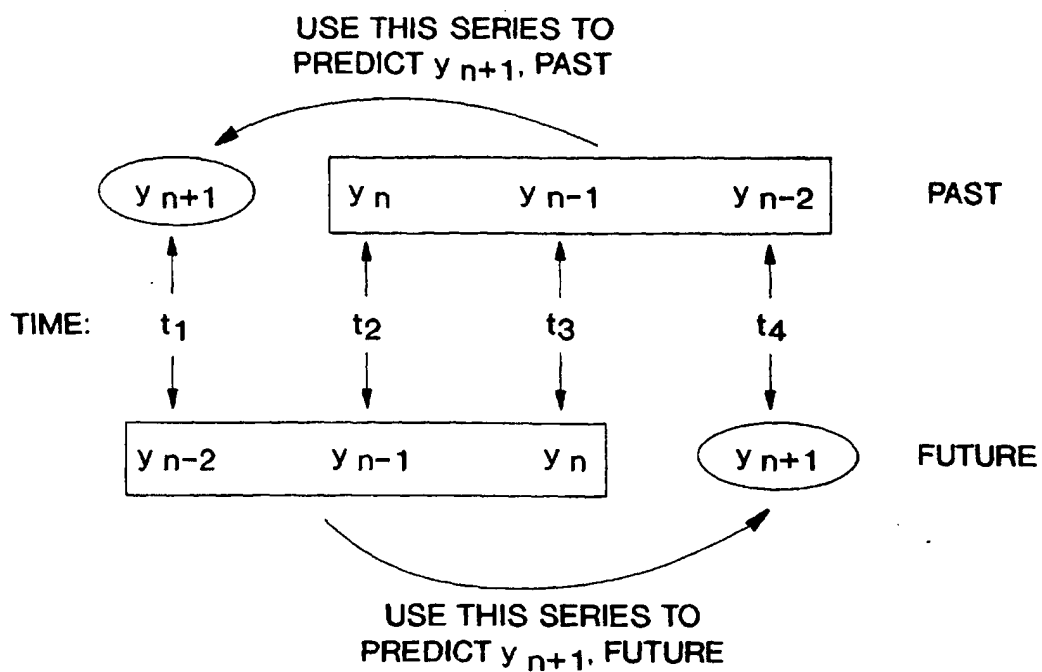 USE THIS SERIES TO
PREDICT y n+1, PAST
y n+1 y n y n-1 y n-2 PAST
TIME: t1 t2 t3 t4
y n-2 y n-1 y n y n+1 FUTURE
USE THIS SERIES TO
PREDICT y n+1, FUTURE